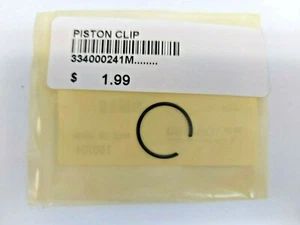 PISTON CLIP
334000241M........
$ 1.99